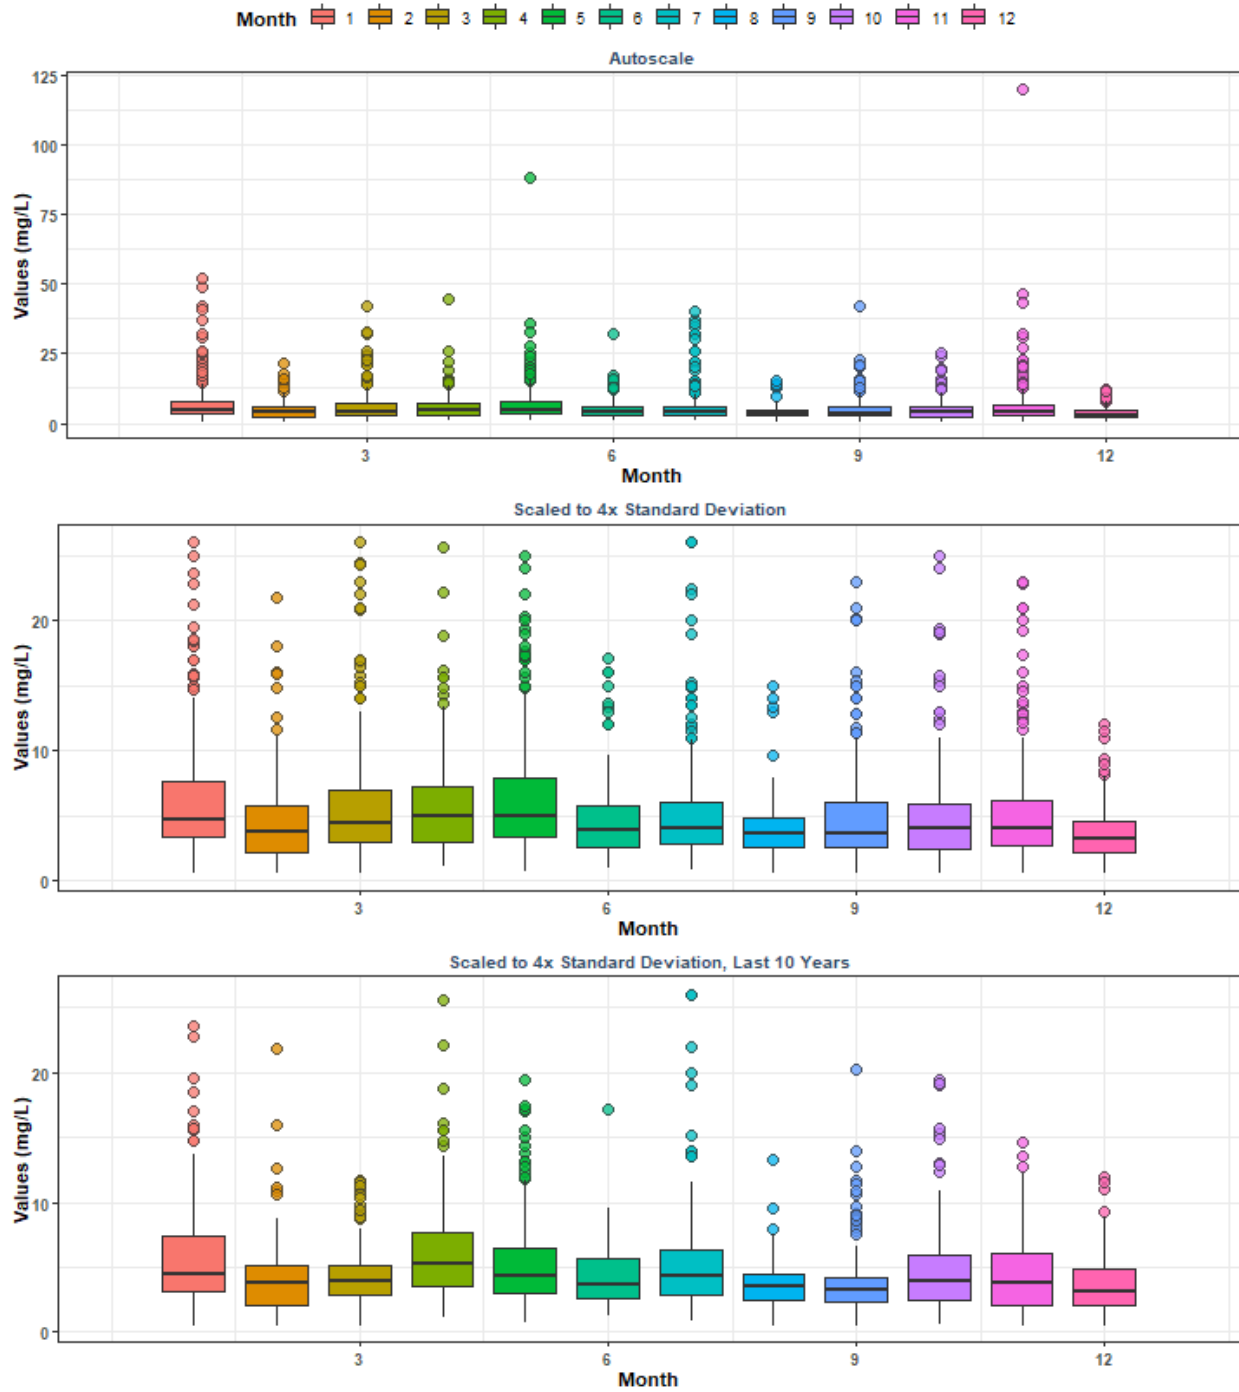 Month 1 2 3 4 5 6 7 8 9 10 11 12
Autoscale
125
100
75
50
25
0
Values (mg/L)
3 6 9 12
Month
Scaled to 4x Standard Deviation
20
10
0
Values (mg/L)
3 6 9 12
Month
Scaled to 4x Standard Deviation, Last 10 Years
20
10
0
Values (mg/L)
3 6 9 12
Month